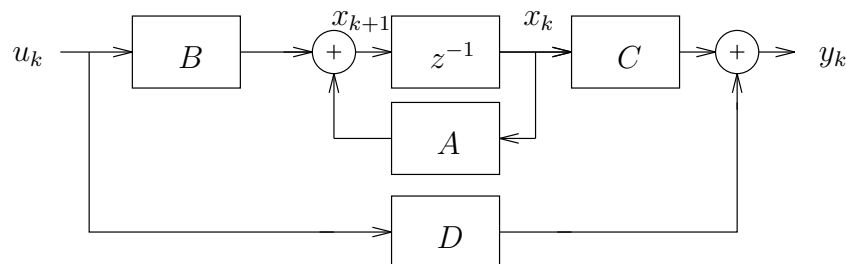 x_{k+1} x_k
u_k B + z^{-1} C + y_k
A
D